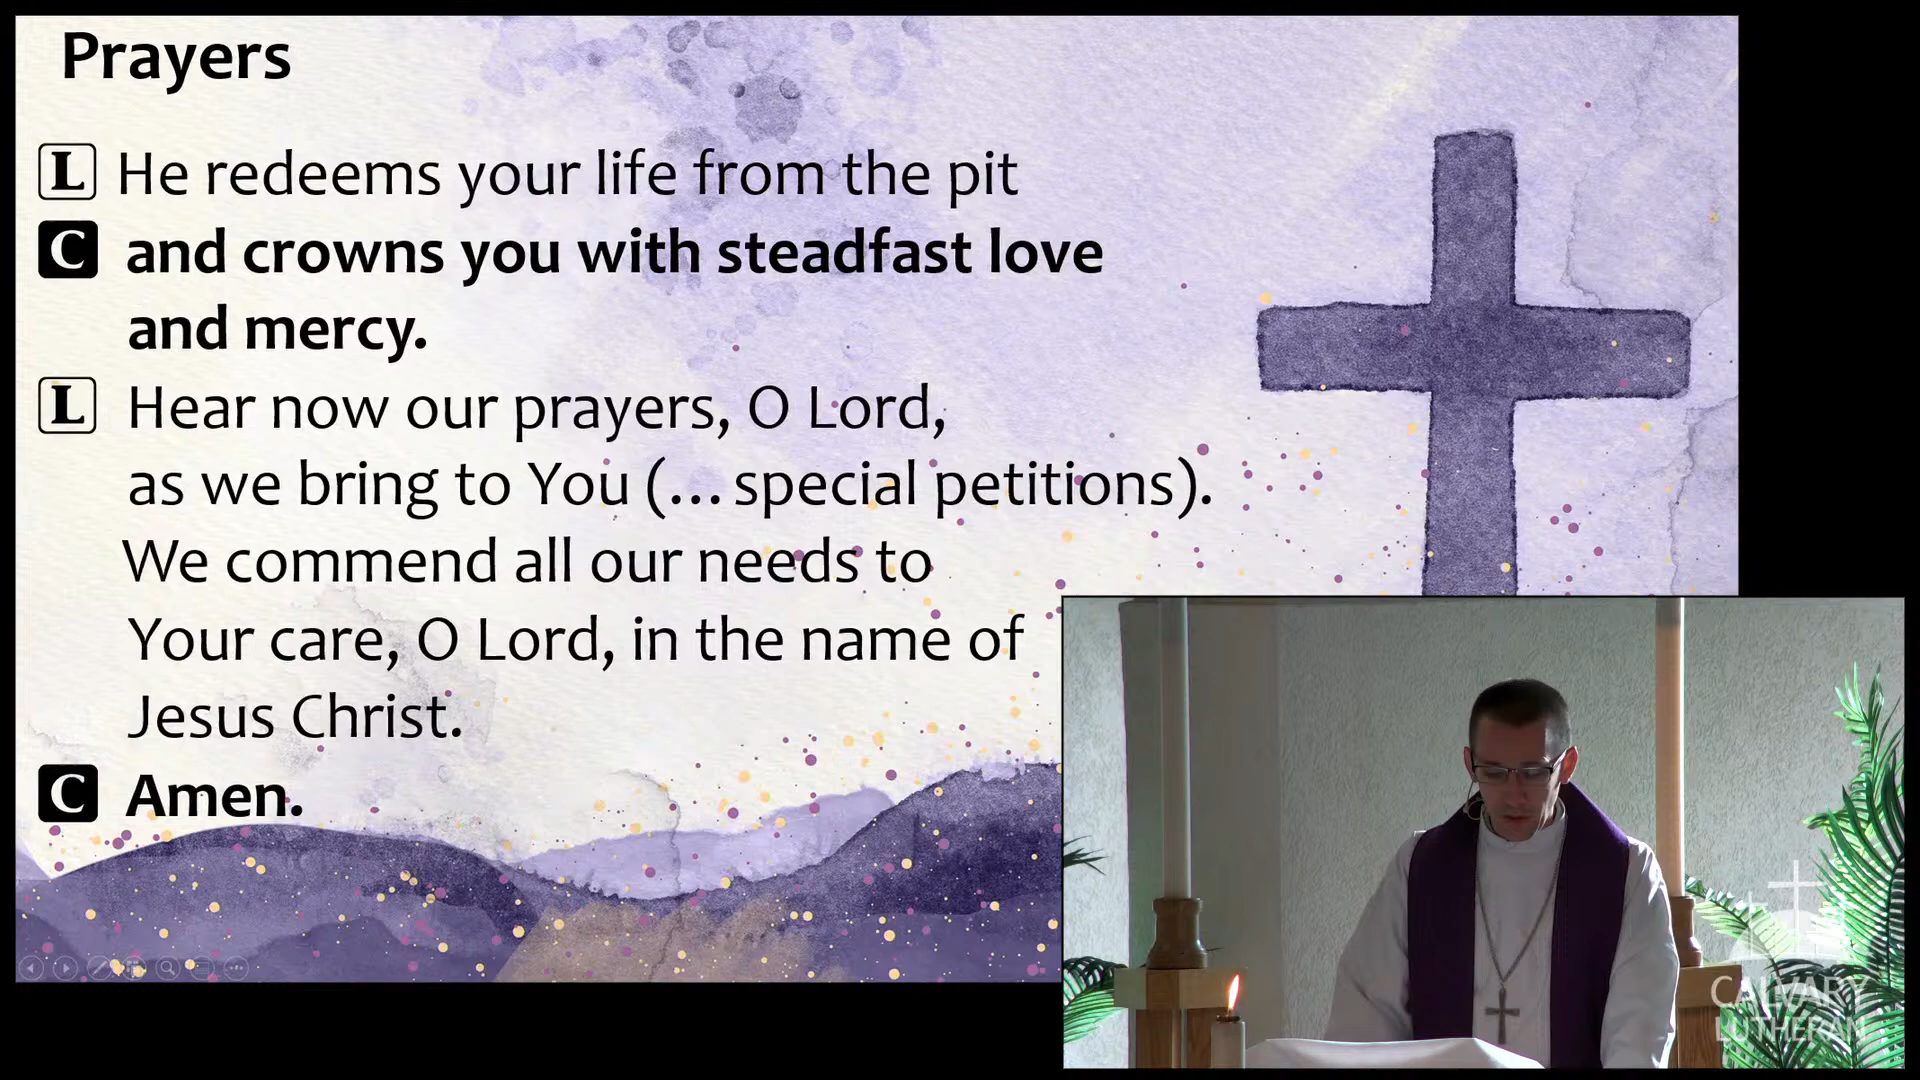 Prayers
L He redeems your life from the pit
C and crowns you with steadfast love
and mercy.
L Hear now our prayers, O Lord,
as we bring to You (... special petitions).
We commend all our needs to
Your care, O Lord, in the name of
Jesus Christ.
C Amen.
CALVARY
LUTHERAN